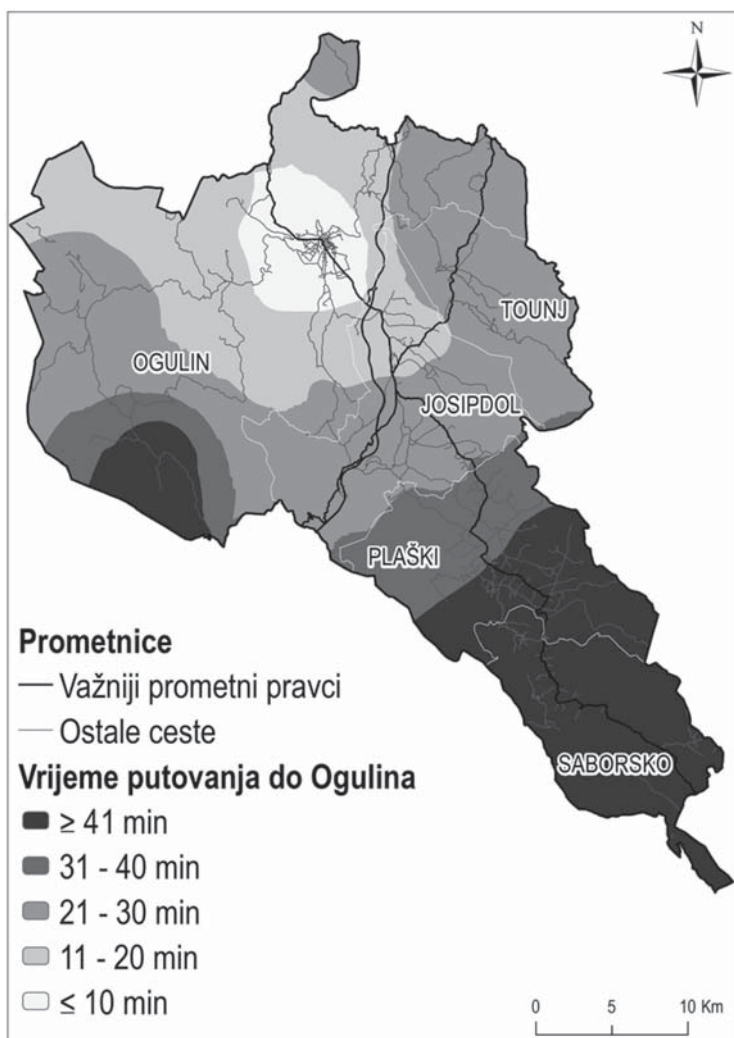 N
TOUNJ
OGULIN
JOSIPDOL
PLAŠKI
SABORSKO
Prometnice
Važniji prometni pravci
Ostale ceste
Vrijeme putovanja do Ogulina
≥ 41 min
31 - 40 min
21 - 30 min
11 - 20 min
≤ 10 min
0 5 10 Km